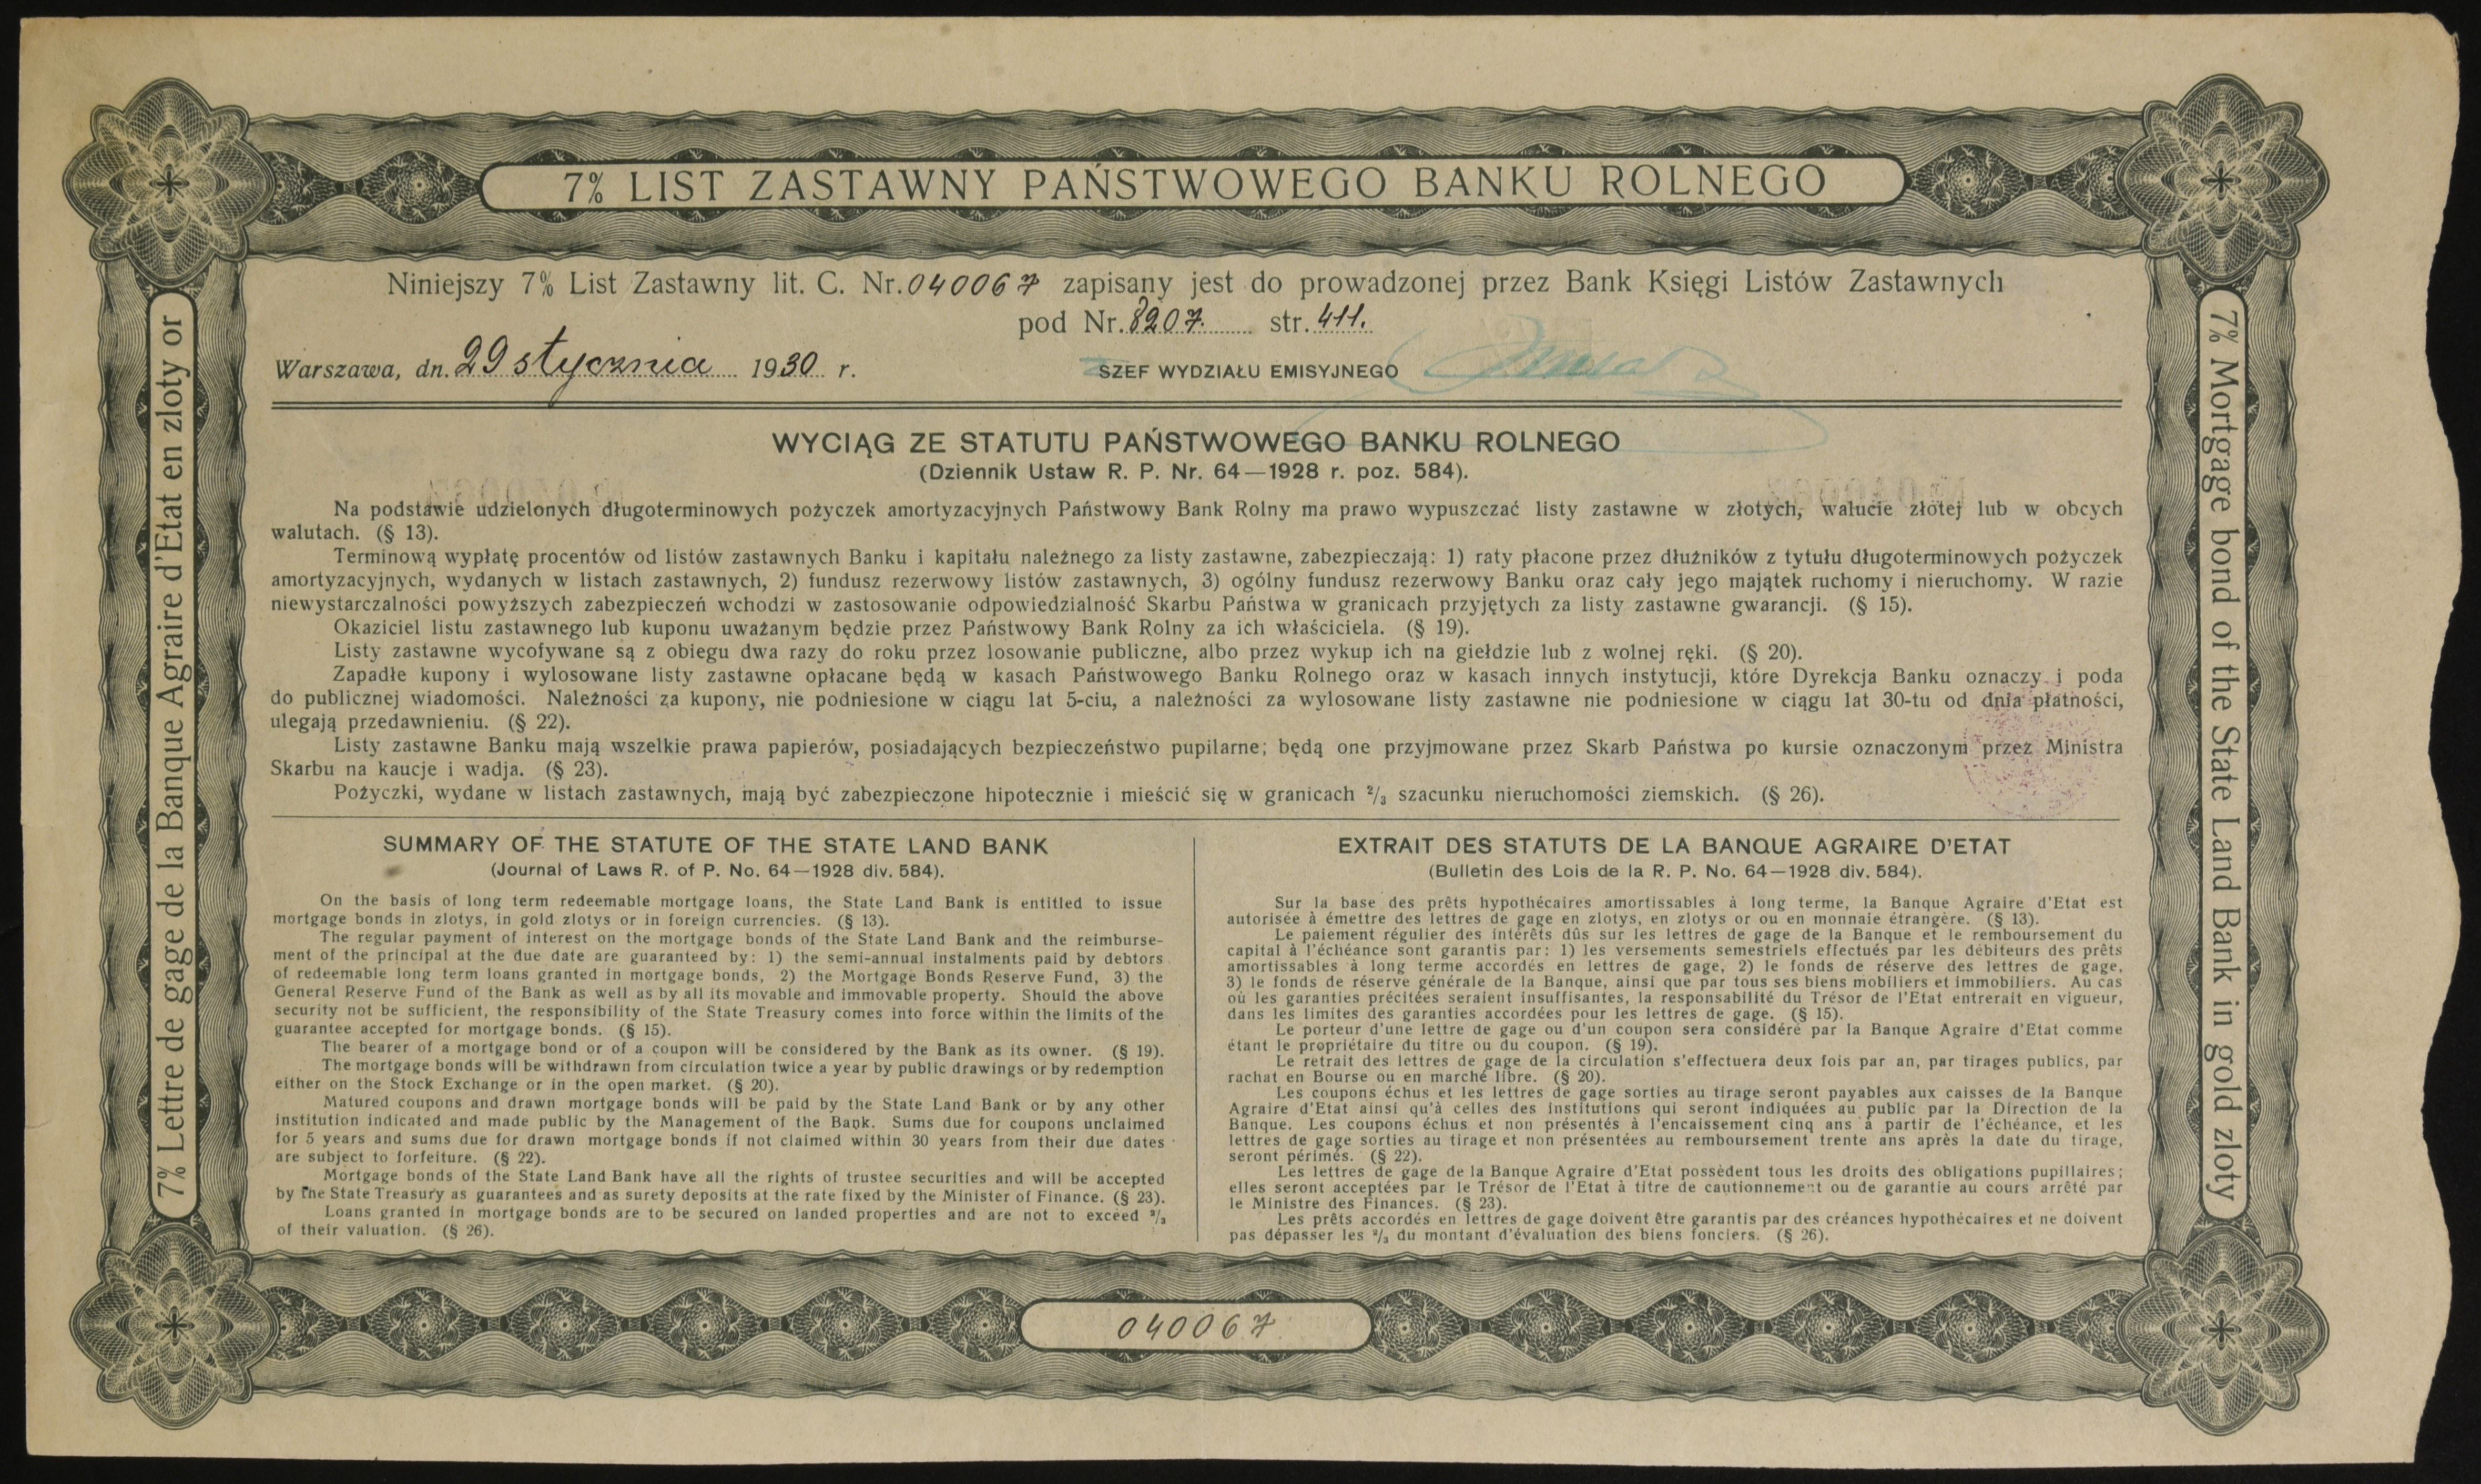 7% LIST ZASTAWNY PAŃSTWOWEGO BANKU ROLNEGO
7% Lettre de gage de la Banque Agraire d'Etat en zloty or
7% Mortgage bond of the State Land Bank in gold zloty
Niniejszy 7% List Zastawny lit. C. Nr. 040067 zapisany jest do prowadzonej przez Bank Księgi Listów Zastawnych
pod Nr. 8207. str. 411.
Warszawa, dn. 29 stycznia 1930 r. SZEF WYDZIAŁU EMISYJNEGO
WYCIĄG ZE STATUTU PAŃSTWOWEGO BANKU ROLNEGO
(Dziennik Ustaw R. P. Nr. 64—1928 r. poz. 584).
Na podstawie udzielonych długoterminowych pożyczek amortyzacyjnych Państwowy Bank Rolny ma prawo wypuszczać listy zastawne w złotych, walucie złotej lub w obcych
walutach. (§ 13).
Terminową wypłatę procentów od listów zastawnych Banku i kapitału należnego za listy zastawne, zabezpieczają: 1) raty płacone przez dłużników z tytułu długoterminowych pożyczek
amortyzacyjnych, wydanych w listach zastawnych, 2) fundusz rezerwowy listów zastawnych, 3) ogólny fundusz rezerwowy Banku oraz cały jego majątek ruchomy i nieruchomy. W razie
niewystarczalności powyższych zabezpieczeń wchodzi w zastosowanie odpowiedzialność Skarbu Państwa w granicach przyjętych za listy zastawne gwarancji. (§ 15).
Okaziciel listu zastawnego lub kuponu uważanym będzie przez Państwowy Bank Rolny za ich właściciela. (§ 19).
Listy zastawne wycofywane są z obiegu dwa razy do roku przez losowanie publiczne, albo przez wykup ich na giełdzie lub z wolnej ręki. (§ 20).
Zapadłe kupony i wylosowane listy zastawne opłacane będą w kasach Państwowego Banku Rolnego oraz w kasach innych instytucji, które Dyrekcja Banku oznaczy i poda
do publicznej wiadomości. Należności za kupony, nie podniesione w ciągu lat 5-ciu, a należności za wylosowane listy zastawne nie podniesione w ciągu lat 30-tu od dnia płatności,
ulegają przedawnieniu. (§ 22).
Listy zastawne Banku mają wszelkie prawa papierów, posiadających bezpieczeństwo pupilarne; będą one przyjmowane przez Skarb Państwa po kursie oznaczonym przez Ministra
Skarbu na kaucje i wadja. (§ 23).
Pożyczki, wydane w listach zastawnych, mają być zabezpieczone hipotecznie i mieścić się w granicach 2/3 szacunku nieruchomości ziemskich. (§ 26).
SUMMARY OF THE STATUTE OF THE STATE LAND BANK
(Journal of Laws R. of P. No. 64—1928 div. 584).
On the basis of long term redeemable mortgage loans, the State Land Bank is entitled to issue
mortgage bonds in zlotys, in gold zlotys or in foreign currencies. (§ 13).
The regular payment of interest on the mortgage bonds of the State Land Bank and the reimburse-
ment of the principal at the due date are guaranteed by: 1) the semi-annual instalments paid by debtors
of redeemable long term loans granted in mortgage bonds, 2) the Mortgage Bonds Reserve Fund, 3) the
General Reserve Fund of the Bank as well as by all its movable and immovable property. Should the above
security not be sufficient, the responsibility of the State Treasury comes into force within the limits of the
guarantee accepted for mortgage bonds. (§ 15).
The bearer of a mortgage bond or of a coupon will be considered by the Bank as its owner. (§ 19).
The mortgage bonds will be withdrawn from circulation twice a year by public drawings or by redemption
either on the Stock Exchange or in the open market. (§ 20).
Matured coupons and drawn mortgage bonds will be paid by the State Land Bank or by any other
institution indicated and made public by the Management of the Bank. Sums due for coupons unclaimed
for 5 years and sums due for drawn mortgage bonds if not claimed within 30 years from their due dates
are subject to forfeiture. (§ 22).
Mortgage bonds of the State Land Bank have all the rights of trustee securities and will be accepted
by the State Treasury as guarantees and as surety deposits at the rate fixed by the Minister of Finance. (§ 23).
Loans granted in mortgage bonds are to be secured on landed properties and are not to exceed 2/3
of their valuation. (§ 26).
EXTRAIT DES STATUTS DE LA BANQUE AGRAIRE D'ETAT
(Bulletin des Lois de la R. P. No. 64—1928 div. 584).
Sur la base des prêts hypothécaires amortissables à long terme, la Banque Agraire d'Etat est
autorisée à émettre des lettres de gage en zlotys, en zlotys or ou en monnaie étrangère. (§ 13).
Le paiement régulier des intérêts dûs sur les lettres de gage de la Banque et le remboursement du
capital à l'échéance sont garantis par: 1) les versements semestriels effectués par les débiteurs des prêts
amortissables à long terme accordés en lettres de gage, 2) le fonds de réserve des lettres de gage,
3) le fonds de réserve générale de la Banque, ainsi que par tous ses biens mobiliers et immobiliers. Au cas
où les garanties précitées seraient insuffisantes, la responsabilité du Trésor de l'Etat entrerait en vigueur,
dans les limites des garanties accordées pour les lettres de gage. (§ 15).
Le porteur d'une lettre de gage ou d'un coupon sera considéré par la Banque Agraire d'Etat comme
étant le propriétaire du titre ou du coupon. (§ 19).
Le retrait des lettres de gage de la circulation s'effectuera deux fois par an, par tirages publics, par
rachat en Bourse ou en marché libre. (§ 20).
Les coupons échus et les lettres de gage sorties au tirage seront payables aux caisses de la Banque
Agraire d'Etat ainsi qu'à celles des institutions qui seront indiquées au public par la Direction de la
Banque. Les coupons échus et non présentés à l'encaissement cinq ans à partir de l'échéance, et les
lettres de gage sorties au tirage et non présentées au remboursement trente ans après la date du tirage,
seront périmés. (§ 22).
Les lettres de gage de la Banque Agraire d'Etat possèdent tous les droits des obligations pupillaires;
elles seront acceptées par le Trésor de l'Etat à titre de cautionnement ou de garantie au cours arrêté par
le Ministre des Finances. (§ 23).
Les prêts accordés en lettres de gage doivent être garantis par des créances hypothécaires et ne doivent
pas dépasser les 2/3 du montant d'évaluation des biens fonciers. (§ 26).
040067